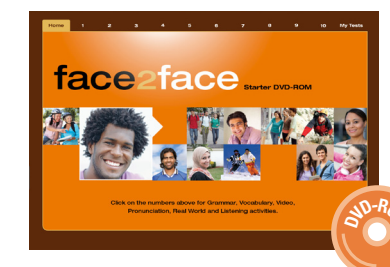 Home 1 2 3 4 5 6 7 8 9 10 My Tests
face2face Starter DVD-ROM
Click on the numbers above for Grammar, Vocabulary, Video,
Pronunciation, Real World and Listening activities.